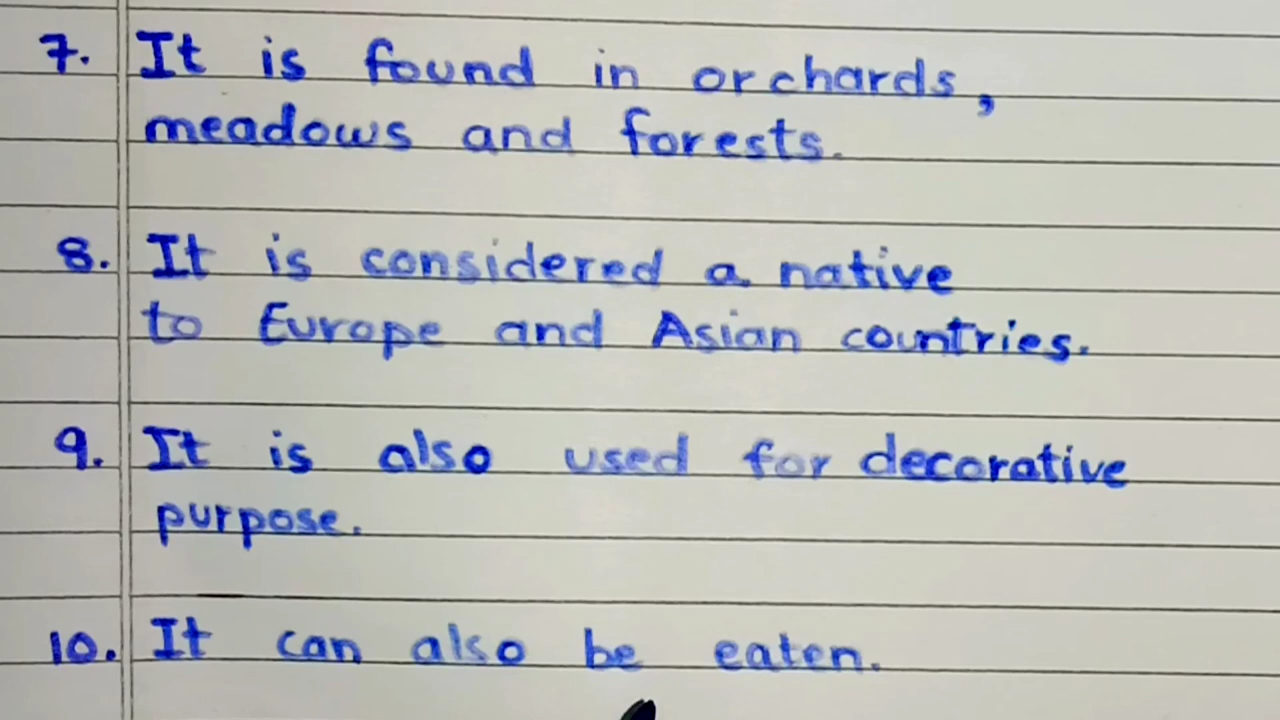 7. It is found in orchards,
meadows and forests.
8. It is considered a native
to Europe and Asian countries.
9. It is also used for decorative
purpose.
10. It can also be eaten.